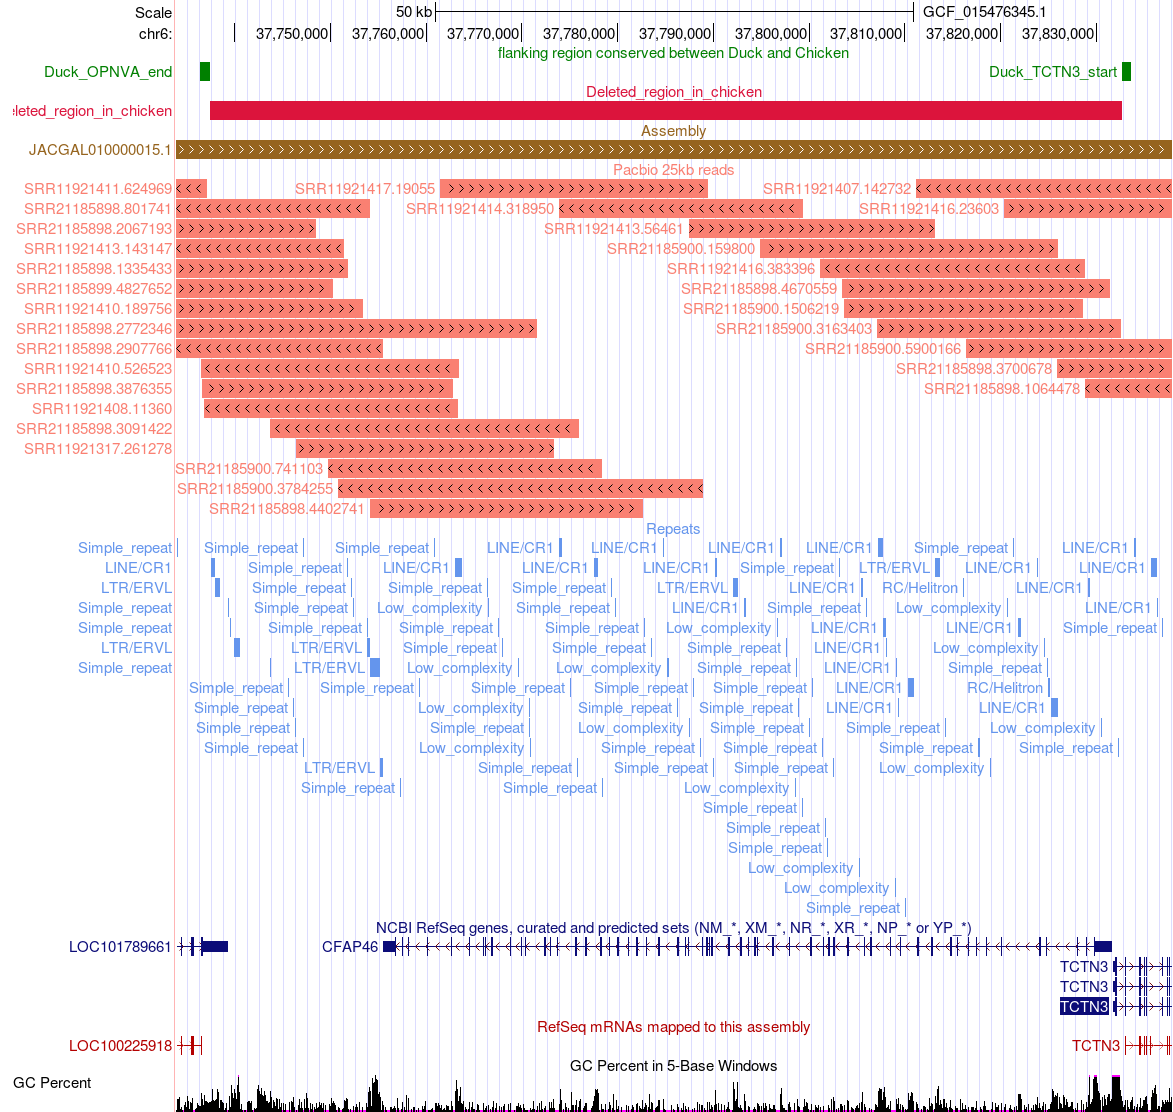 Scale 50 kb GCF_015476345.1
chr6: 37,750,000 37,760,000 37,770,000 37,780,000 37,790,000 37,800,000 37,810,000 37,820,000 37,830,000
flanking region conserved between Duck and Chicken
Duck_OPNVA_end Duck_TCTN3_start
Deleted_region_in_chicken
leted_region_in_chicken
Assembly
JACGAL010000015.1
Pacbio 25kb reads
SRR11921411.624969 SRR11921417.19055 SRR11921407.142732
SRR21185898.801741 SRR11921414.318950 SRR11921416.23603
SRR21185898.2067193 SRR11921413.56461
SRR11921413.143147 SRR21185900.159800
SRR21185898.1335433 SRR11921416.383396
SRR21185899.4827652 SRR21185898.4670559
SRR11921410.189756 SRR21185900.1506219
SRR21185898.2772346 SRR21185900.3163403
SRR21185898.2907766 SRR21185900.5900166
SRR11921410.526523 SRR21185898.3700678
SRR21185898.3876355 SRR21185898.1064478
SRR11921408.11360
SRR21185898.3091422
SRR11921317.261278
SRR21185900.741103
SRR21185900.3784255
SRR21185898.4402741
Repeats
Simple_repeat Simple_repeat Simple_repeat LINE/CR1 LINE/CR1 LINE/CR1 LINE/CR1 Simple_repeat LINE/CR1
LINE/CR1 Simple_repeat LINE/CR1 LINE/CR1 LINE/CR1 Simple_repeat LTR/ERVL LINE/CR1 LINE/CR1
LTR/ERVL Simple_repeat Simple_repeat Simple_repeat LTR/ERVL LINE/CR1 RC/Helitron LINE/CR1
Simple_repeat Simple_repeat Low_complexity Simple_repeat LINE/CR1 Simple_repeat Low_complexity LINE/CR1
Simple_repeat Simple_repeat Simple_repeat Simple_repeat Low_complexity LINE/CR1 LINE/CR1 Simple_repeat
LTR/ERVL LTR/ERVL Simple_repeat Simple_repeat Simple_repeat LINE/CR1 Low_complexity
Simple_repeat LTR/ERVL Low_complexity Low_complexity Simple_repeat LINE/CR1 Simple_repeat
Simple_repeat Simple_repeat Simple_repeat Simple_repeat Simple_repeat LINE/CR1 RC/Helitron
Simple_repeat Low_complexity Simple_repeat Simple_repeat LINE/CR1 LINE/CR1
Simple_repeat Simple_repeat Low_complexity Simple_repeat Simple_repeat Low_complexity
Simple_repeat Low_complexity Simple_repeat Simple_repeat Simple_repeat Simple_repeat
LTR/ERVL Simple_repeat Simple_repeat Simple_repeat Low_complexity
Simple_repeat Simple_repeat Low_complexity
Simple_repeat
Simple_repeat
Simple_repeat
Low_complexity
Low_complexity
Simple_repeat
NCBI RefSeq genes, curated and predicted sets (NM_*, XM_*, NR_*, XR_*, NP_* or YP_*)
LOC101789661 CFAP46
TCTN3
TCTN3
TCTN3
RefSeq mRNAs mapped to this assembly
LOC100225918 TCTN3
GC Percent in 5-Base Windows
GC Percent